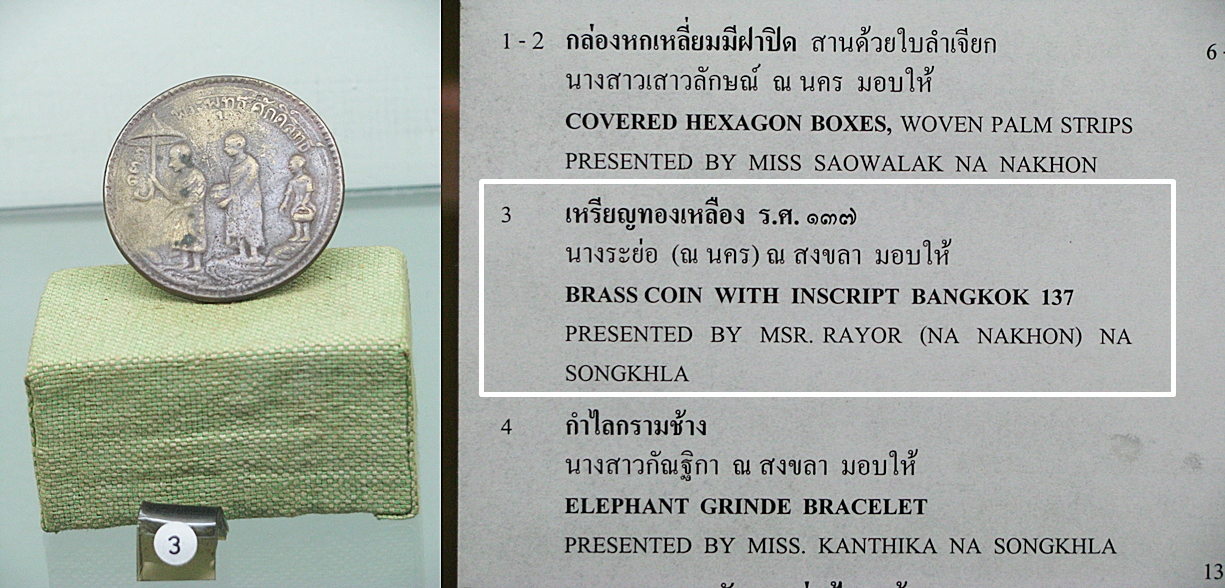 3
1 - 2 กล่องหกเหลี่ยมมีฝาปิด สานด้วยใบลำเจียก
นางสาวเสาวลักษณ์ ณ นคร มอบให้
COVERED HEXAGON BOXES, WOVEN PALM STRIPS
PRESENTED BY MISS SAOWALAK NA NAKHON
3 เหรียญทองเหลือง ร.ศ. ๑๓๗
นางระย่อ (ณ นคร) ณ สงขลา มอบให้
BRASS COIN WITH INSCRIPT BANGKOK 137
PRESENTED BY MSR. RAYOR (NA NAKHON) NA
SONGKHLA
4 กำไลกรามช้าง
นางสาวกัณฐิกา ณ สงขลา มอบให้
ELEPHANT GRINDE BRACELET
PRESENTED BY MISS. KANTHIKA NA SONGKHLA
6 -
13